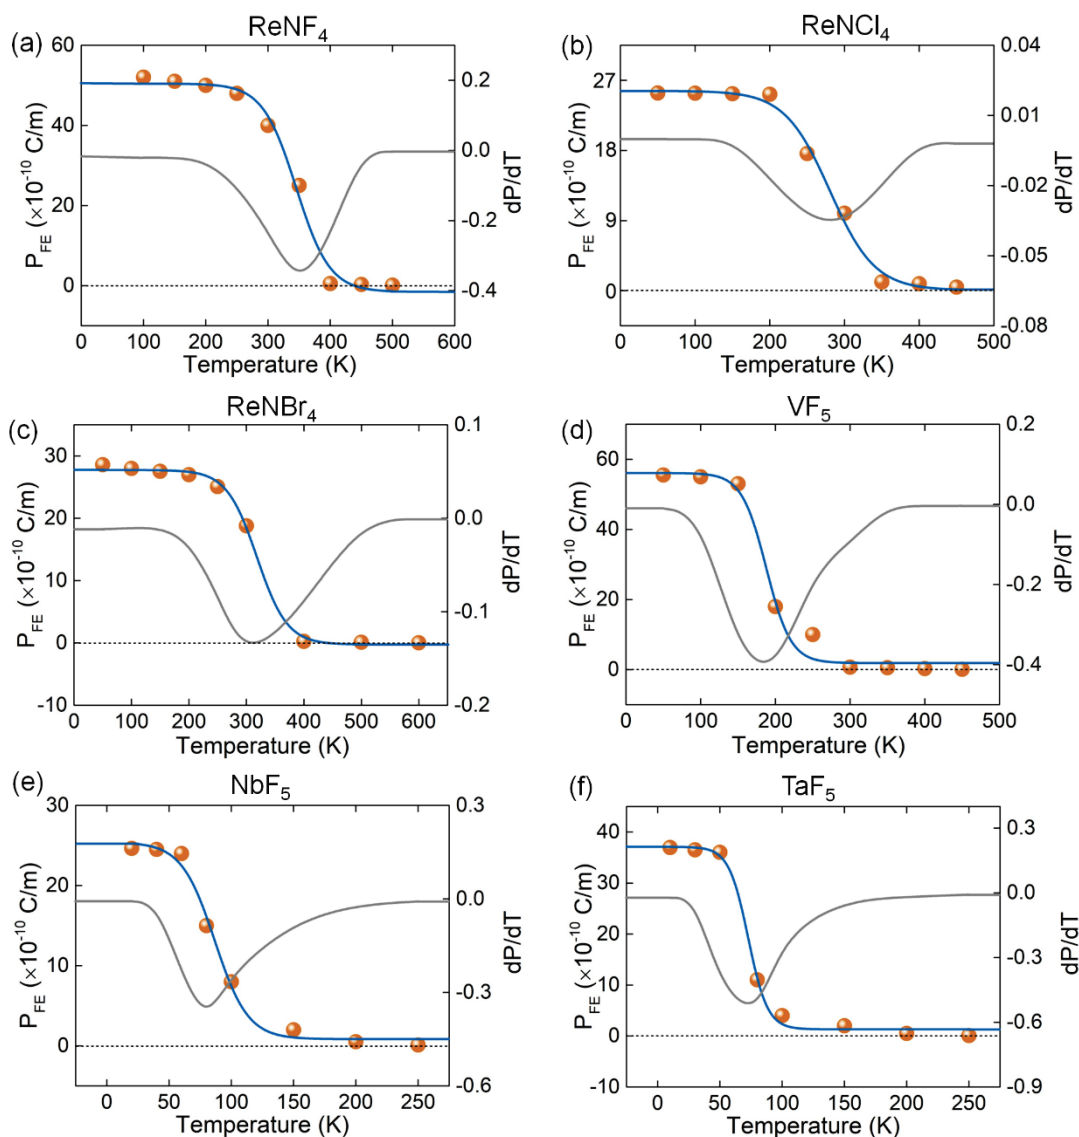 (a) ReNF4
60
40
20
0
0.2
0.0
-0.2
-0.4
PFE (×10-10 C/m)
dP/dT
0 100 200 300 400 500 600
Temperature (K)
(b) ReNCl4
27
18
9
0
0.04
0.01
-0.02
-0.05
-0.08
PFE (×10-10 C/m)
dP/dT
0 100 200 300 400 500
Temperature (K)
(c) ReNBr4
30
20
10
0
-10
0.1
0.0
-0.1
-0.2
PFE (×10-10 C/m)
dP/dT
0 100 200 300 400 500 600
Temperature (K)
(d) VF5
60
40
20
0
0.2
0.0
-0.2
-0.4
PFE (×10-10 C/m)
dP/dT
0 100 200 300 400 500
Temperature (K)
(e) NbF5
30
20
10
0
0.3
0.0
-0.3
-0.6
PFE (×10-10 C/m)
dP/dT
0 50 100 150 200 250
Temperature (K)
(f) TaF5
40
30
20
10
0
-10
0.3
0.0
-0.3
-0.6
-0.9
PFE (×10-10 C/m)
dP/dT
0 50 100 150 200 250
Temperature (K)